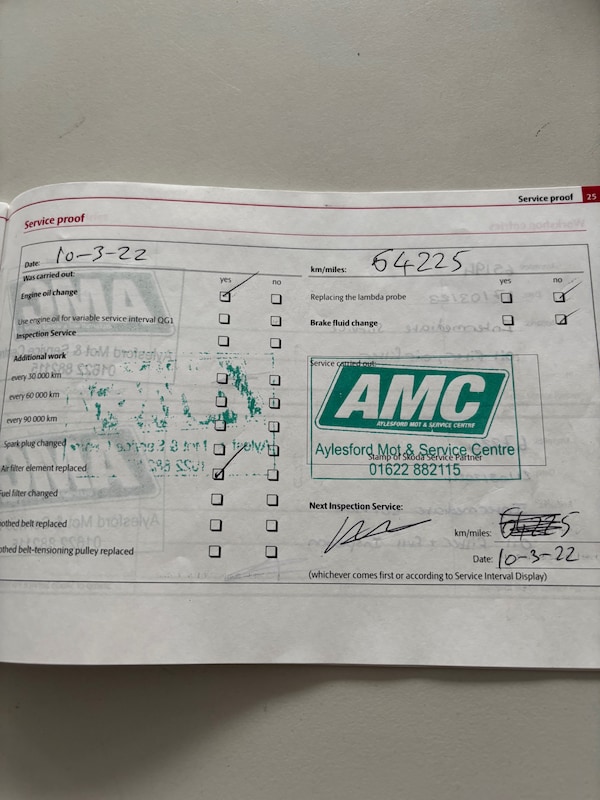 Service proof 25
Service proof
Date: 10-3-22
km/miles: 64225
Was carried out: yes no
Engine oil change
Use engine oil for variable service interval QG1
Inspection Service
Additional work
every 30 000 km
every 60 000 km
every 90 000 km
Spark plug changed
Air filter element replaced
Fuel filter changed
othed belt replaced
othed belt-tensioning pulley replaced
yes no
Replacing the lambda probe
Brake fluid change
Service carried out:
AMC
AYLESFORD MOT & SERVICE CENTRE
Aylesford Mot & Service Centre
Stamp of Skoda Service Partner
01622 882115
Next Inspection Service:
km/miles: 64225
Date: 10-3-22
(whichever comes first or according to Service Interval Display)